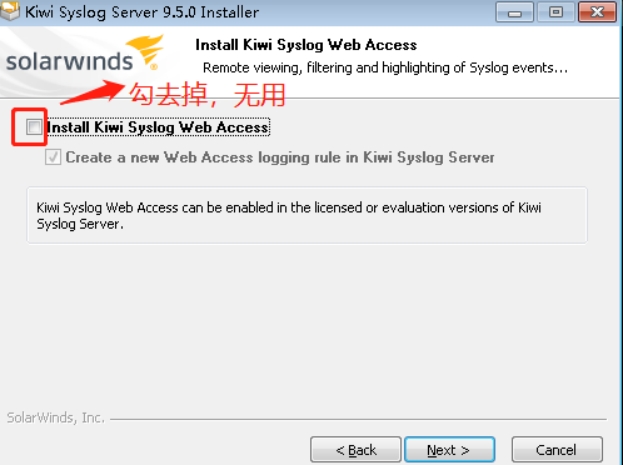 Kiwi Syslog Server 9.5.0 Installer
solarwinds
Install Kiwi Syslog Web Access
Remote viewing, filtering and highlighting of Syslog events...
勾去掉，无用
Install Kiwi Syslog Web Access
Create a new Web Access logging rule in Kiwi Syslog Server
Kiwi Syslog Web Access can be enabled in the licensed or evaluation versions of Kiwi
Syslog Server.
SolarWinds, Inc.
< Back Next > Cancel